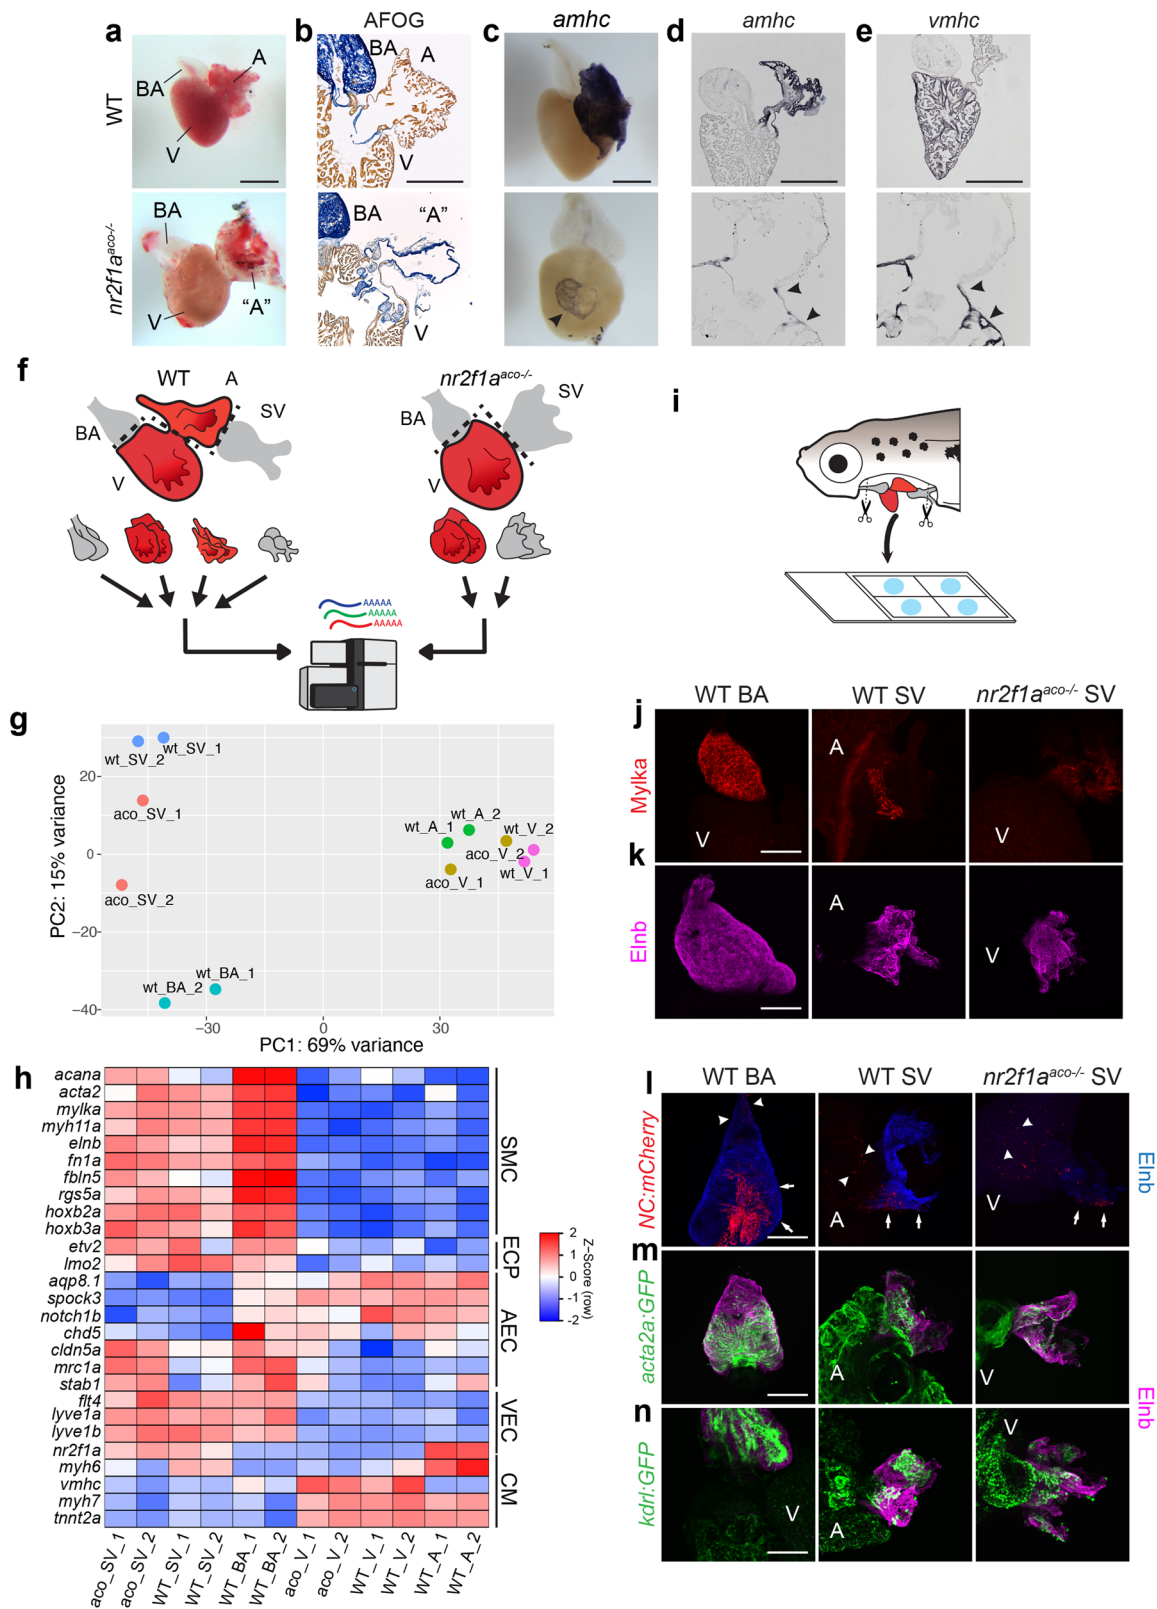 a
WT
BA
A
V
nr2f1a^aco-/-
BA
"A"
V
b
AFOG
BA
A
V
BA
"A"
V
c
amhc
d
amhc
e
vmhc
f
WT
A
SV
BA
V
nr2f1a^aco-/-
BA
SV
V
AAAAA
AAAAA
AAAAA
g
wt_SV_2
wt_SV_1
aco_SV_1
aco_SV_2
wt_BA_1
wt_BA_2
wt_A_2
wt_A_1
wt_V_2
aco_V_2
wt_V_1
aco_V_1
20
0
−20
−40
−30
0
30
PC2: 15% variance
PC1: 69% variance
h
acana
acta2
mylka
myh11a
elnb
fn1a
fbln5
rgs5a
hoxb2a
hoxb3a
etv2
lmo2
aqp8.1
spock3
notch1b
chd5
cldn5a
mrc1a
stab1
flt4
lyve1a
lyve1b
nr2f1a
myh6
vmhc
myh7
tnnt2a
SMC
ECP
AEC
VEC
CM
2
1
0
-1
-2
Z-Score (row)
aco_SV_1
aco_SV_2
WT_SV_1
WT_SV_2
WT_BA_1
WT_BA_2
aco_V_1
aco_V_2
WT_V_1
WT_V_2
WT_A_1
WT_A_2
i
WT BA
WT SV
nr2f1a^aco-/- SV
j
Mylka
V
A
V
k
Elnb
A
V
l
WT BA
WT SV
nr2f1a^aco-/- SV
NC:mCherry
A
V
Elnb
m
acta2a:GFP
A
V
Elnb
n
kdrl:GFP
V
A
V